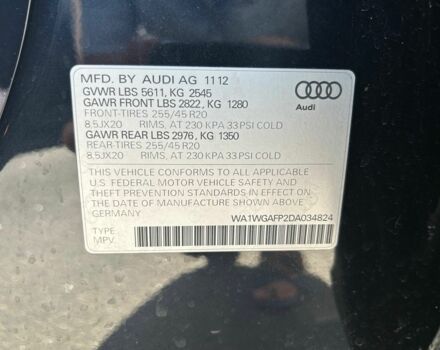 MFD. BY AUDI AG 11 12
GVWR LBS 5611, KG 2545
GAWR FRONT LBS 2822, KG 1280
FRONT-TIRES 255/45 R20
8.5JX20 RIMS, AT 230 KPA 33 PSI COLD
GAWR REAR LBS 2976, KG 1350
REAR-TIRES 255/45 R20
8.5JX20 RIMS, AT 230 KPA 33 PSI COLD
Audi
THIS VEHICLE CONFORMS TO ALL APPLICABLE
U.S. FEDERAL MOTOR VEHICLE SAFETY AND
THEFT PREVENTION STANDARDS IN EFFECT ON THE
DATE OF MANUFACTURE SHOWN ABOVE
GERMANY
WA1WGAFP2DA034824
TYPE:
MPV